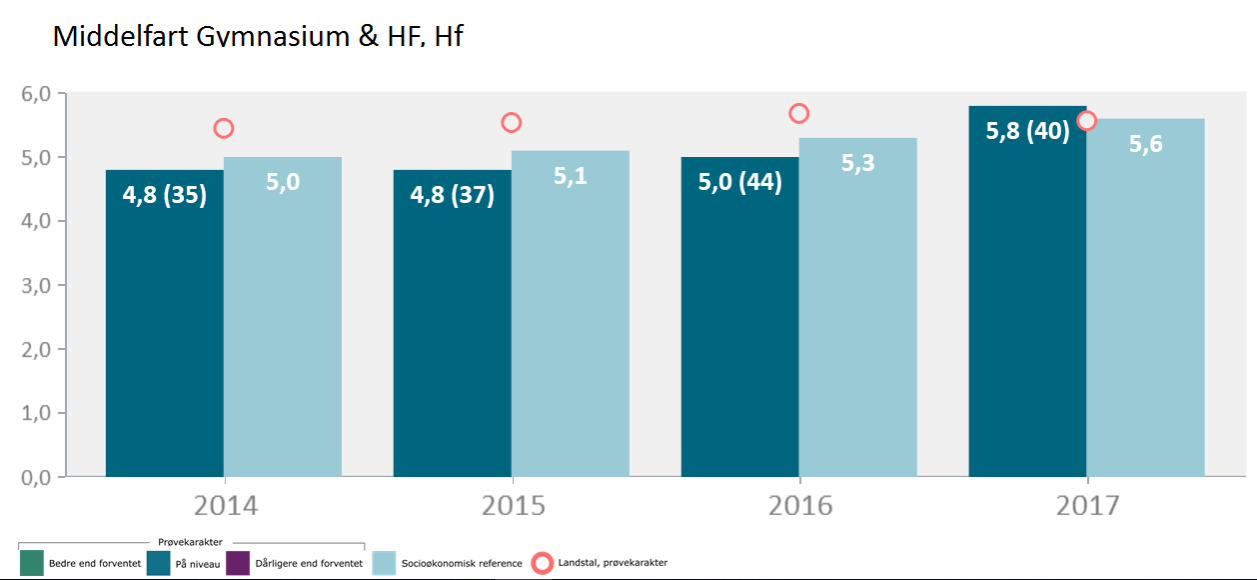 Middelfart Gymnasium & HF, Hf
6,0
5,0
4,0
3,0
2,0
1,0
0,0
4,8 (35)
5,0
4,8 (37)
5,1
5,0 (44)
5,3
5,8 (40)
5,6
2014
2015
2016
2017
Prøvekarakter
Bedre end forventet
På niveau
Dårligere end forventet
Socioøkonomisk reference
Landstal, prøvekarakter